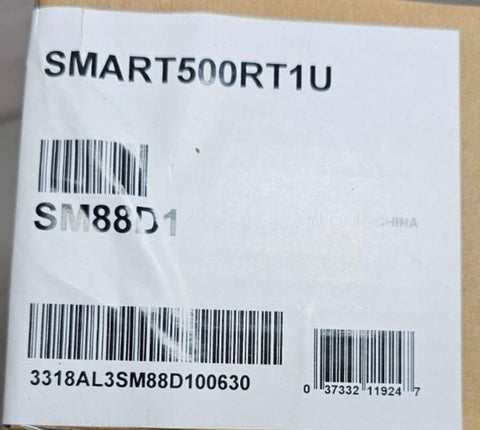 SMART500RT1U
SM88D1
MADE IN CHINA
3318AL3SM88D100630
0 37332 11924 7